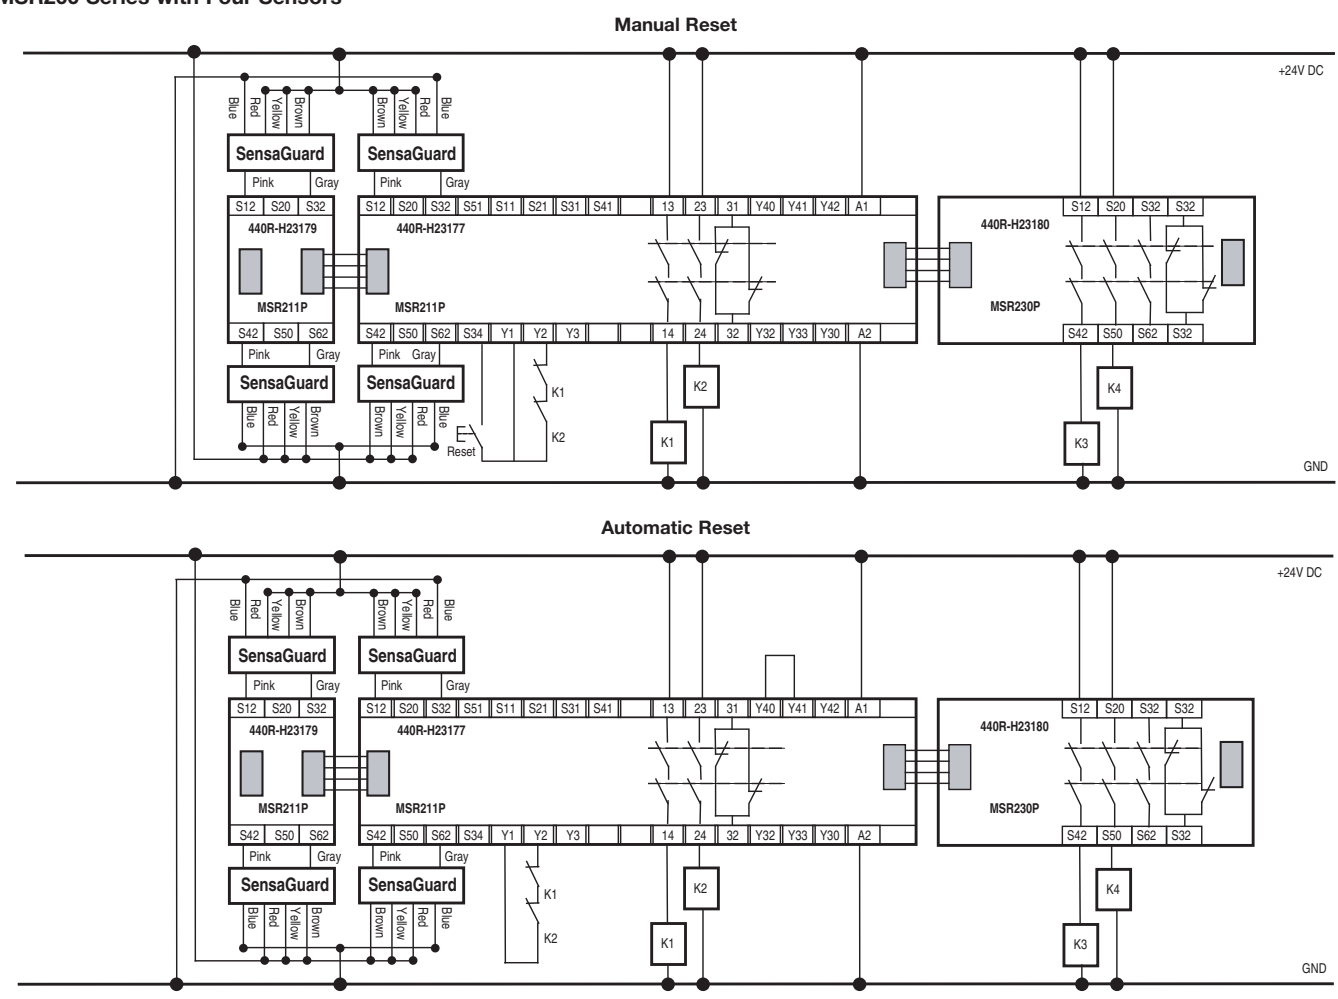 MSR200 Series with Four Sensors
Manual Reset
+24V DC
Blue Red Yellow Brown Brown Yellow Red Blue
SensaGuard SensaGuard
Pink Gray Pink Gray
S12 S20 S32 S12 S20 S32 S51 S11 S21 S31 S41 13 23 31 Y40 Y41 Y42 A1 S12 S20 S32 S32
440R-H23179 440R-H23177 440R-H23180
MSR211P MSR211P MSR230P
S42 S50 S62 S42 S50 S62 S34 Y1 Y2 Y3 14 24 32 Y32 Y33 Y30 A2 S42 S50 S62 S32
Pink Gray Pink Gray
SensaGuard SensaGuard K1 K2 K4
Blue Red Yellow Brown Brown Yellow Red Blue
Reset K2 K1 K3
GND
Automatic Reset
+24V DC
Blue Red Yellow Brown Brown Yellow Red Blue
SensaGuard SensaGuard
Pink Gray Pink Gray
S12 S20 S32 S12 S20 S32 S51 S11 S21 S31 S41 13 23 31 Y40 Y41 Y42 A1 S12 S20 S32 S32
440R-H23179 440R-H23177 440R-H23180
MSR211P MSR211P MSR230P
S42 S50 S62 S42 S50 S62 S34 Y1 Y2 Y3 14 24 32 Y32 Y33 Y30 A2 S42 S50 S62 S32
Pink Gray Pink Gray
SensaGuard SensaGuard K1 K2 K4
Blue Red Yellow Brown Brown Yellow Red Blue
K2 K1 K3
GND